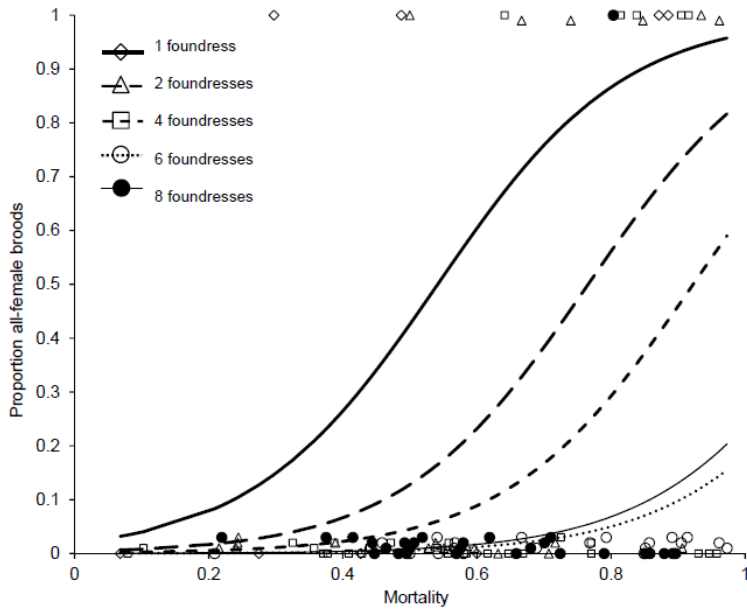 1
0.9
0.8
0.7
0.6
0.5
0.4
0.3
0.2
0.1
0
Proportion all-female broods
1 foundress
2 foundresses
4 foundresses
6 foundresses
8 foundresses
0 0.2 0.4 0.6 0.8 1
Mortality